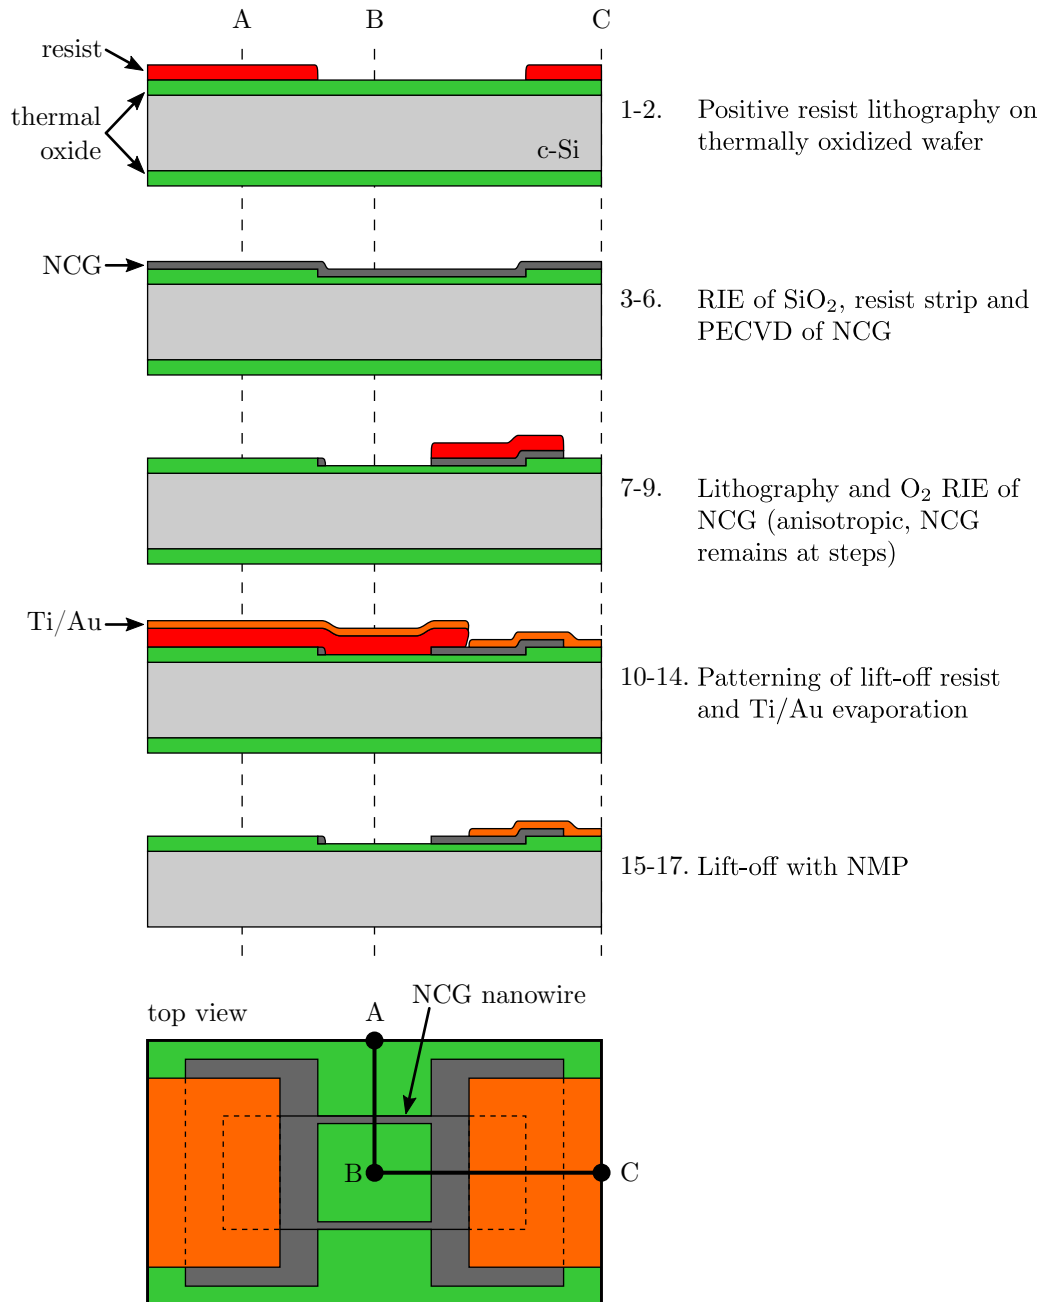 A B C
resist
thermal
oxide
c-Si
1-2. Positive resist lithography on
thermally oxidized wafer
NCG
3-6. RIE of SiO₂, resist strip and
PECVD of NCG
7-9. Lithography and O₂ RIE of
NCG (anisotropic, NCG
remains at steps)
Ti/Au
10-14. Patterning of lift-off resist
and Ti/Au evaporation
15-17. Lift-off with NMP
NCG nanowire
top view
A
B
C